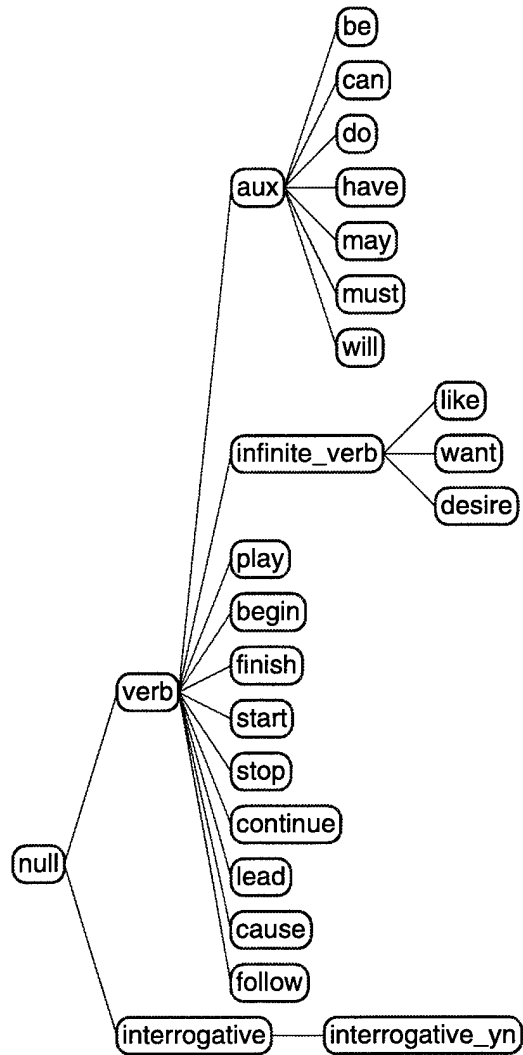 be
can
do
aux
have
may
must
will
like
infinite_verb
want
desire
play
begin
finish
verb
start
stop
continue
null
lead
cause
follow
interrogative
interrogative_yn